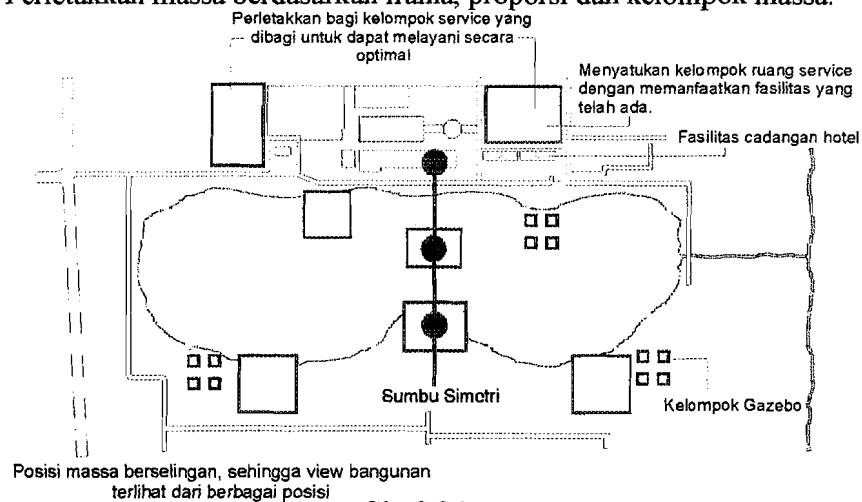 Perletakkan massa berdasarkan irama, proporsi dan kelompok massa.
Perletakkan bagi kelompok service yang
dibagi untuk dapat melayani secara
optimal
Menyatukan kelompok ruang service
dengan memanfaatkan fasilitas yang
telah ada.
Fasilitas cadangan hotel
Sumbu Simetri
Kelompok Gazebo
Posisi massa berselingan, sehingga view bangunan
terlihat dari berbagai posisi